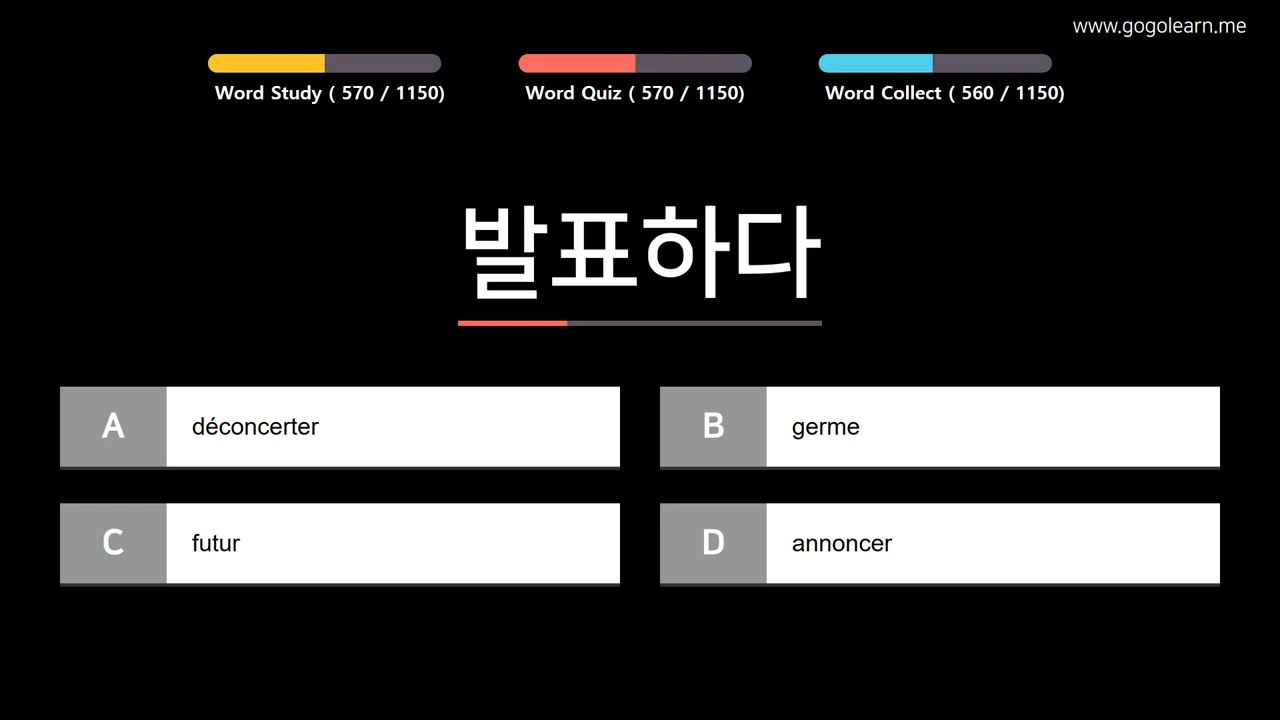 www.gogolearn.me
Word Study ( 570 / 1150)
Word Quiz ( 570 / 1150)
Word Collect ( 560 / 1150)
발표하다
A déconcerter
B germe
C futur
D annoncer